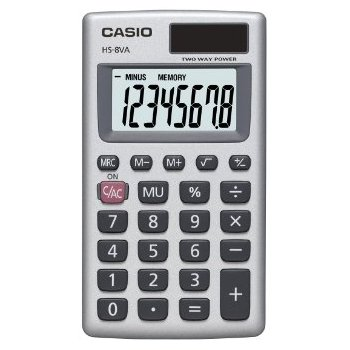 CASIO
HS-8VA
TWO WAY POWER
MINUS MEMORY
12345678
MRC M− M+ √ +/−
ON
C/AC MU % ÷
7 8 9 ×
4 5 6 −
1 2 3 +
0 · =